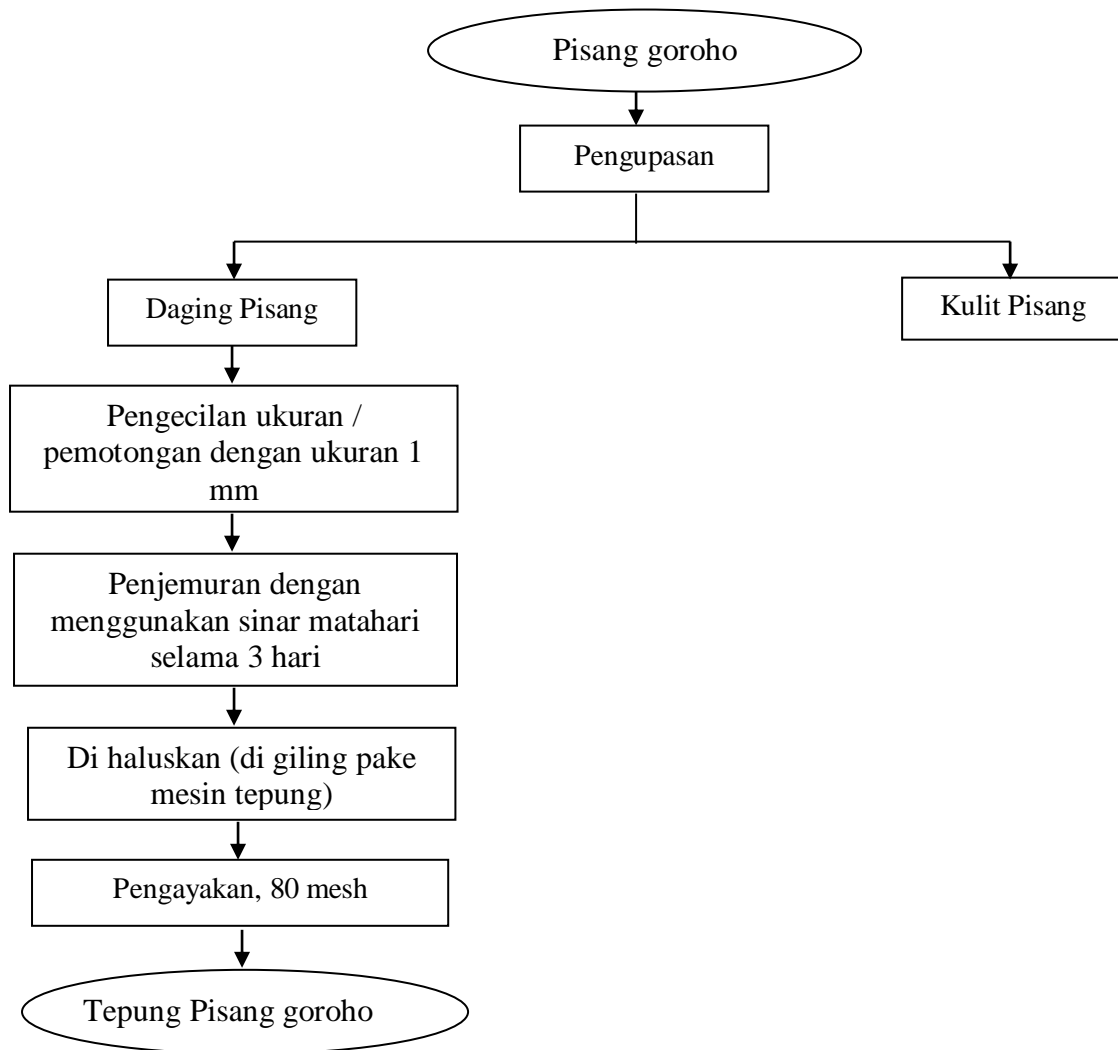 Pisang goroho
Pengupasan
Daging Pisang
Kulit Pisang
Pengecilan ukuran /
pemotongan dengan ukuran 1
mm
Penjemuran dengan
menggunakan sinar matahari
selama 3 hari
Di haluskan (di giling pake
mesin tepung)
Pengayakan, 80 mesh
Tepung Pisang goroho